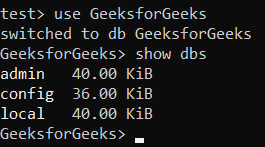 test> use GeeksforGeeks
switched to db GeeksforGeeks
GeeksforGeeks> show dbs
admin   40.00 KiB
config  36.00 KiB
local   40.00 KiB
GeeksforGeeks>